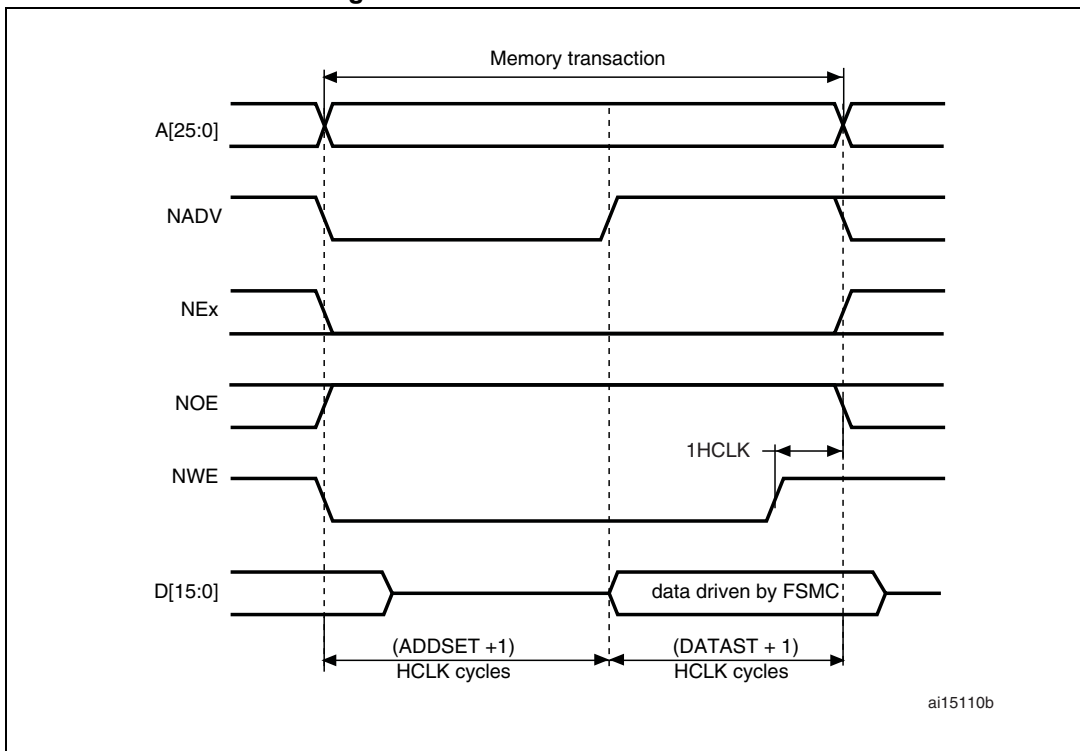 Memory transaction
A[25:0]
NADV
NEx
NOE
1HCLK
NWE
D[15:0]
data driven by FSMC
(ADDSET +1)
HCLK cycles
(DATAST + 1)
HCLK cycles
ai15110b